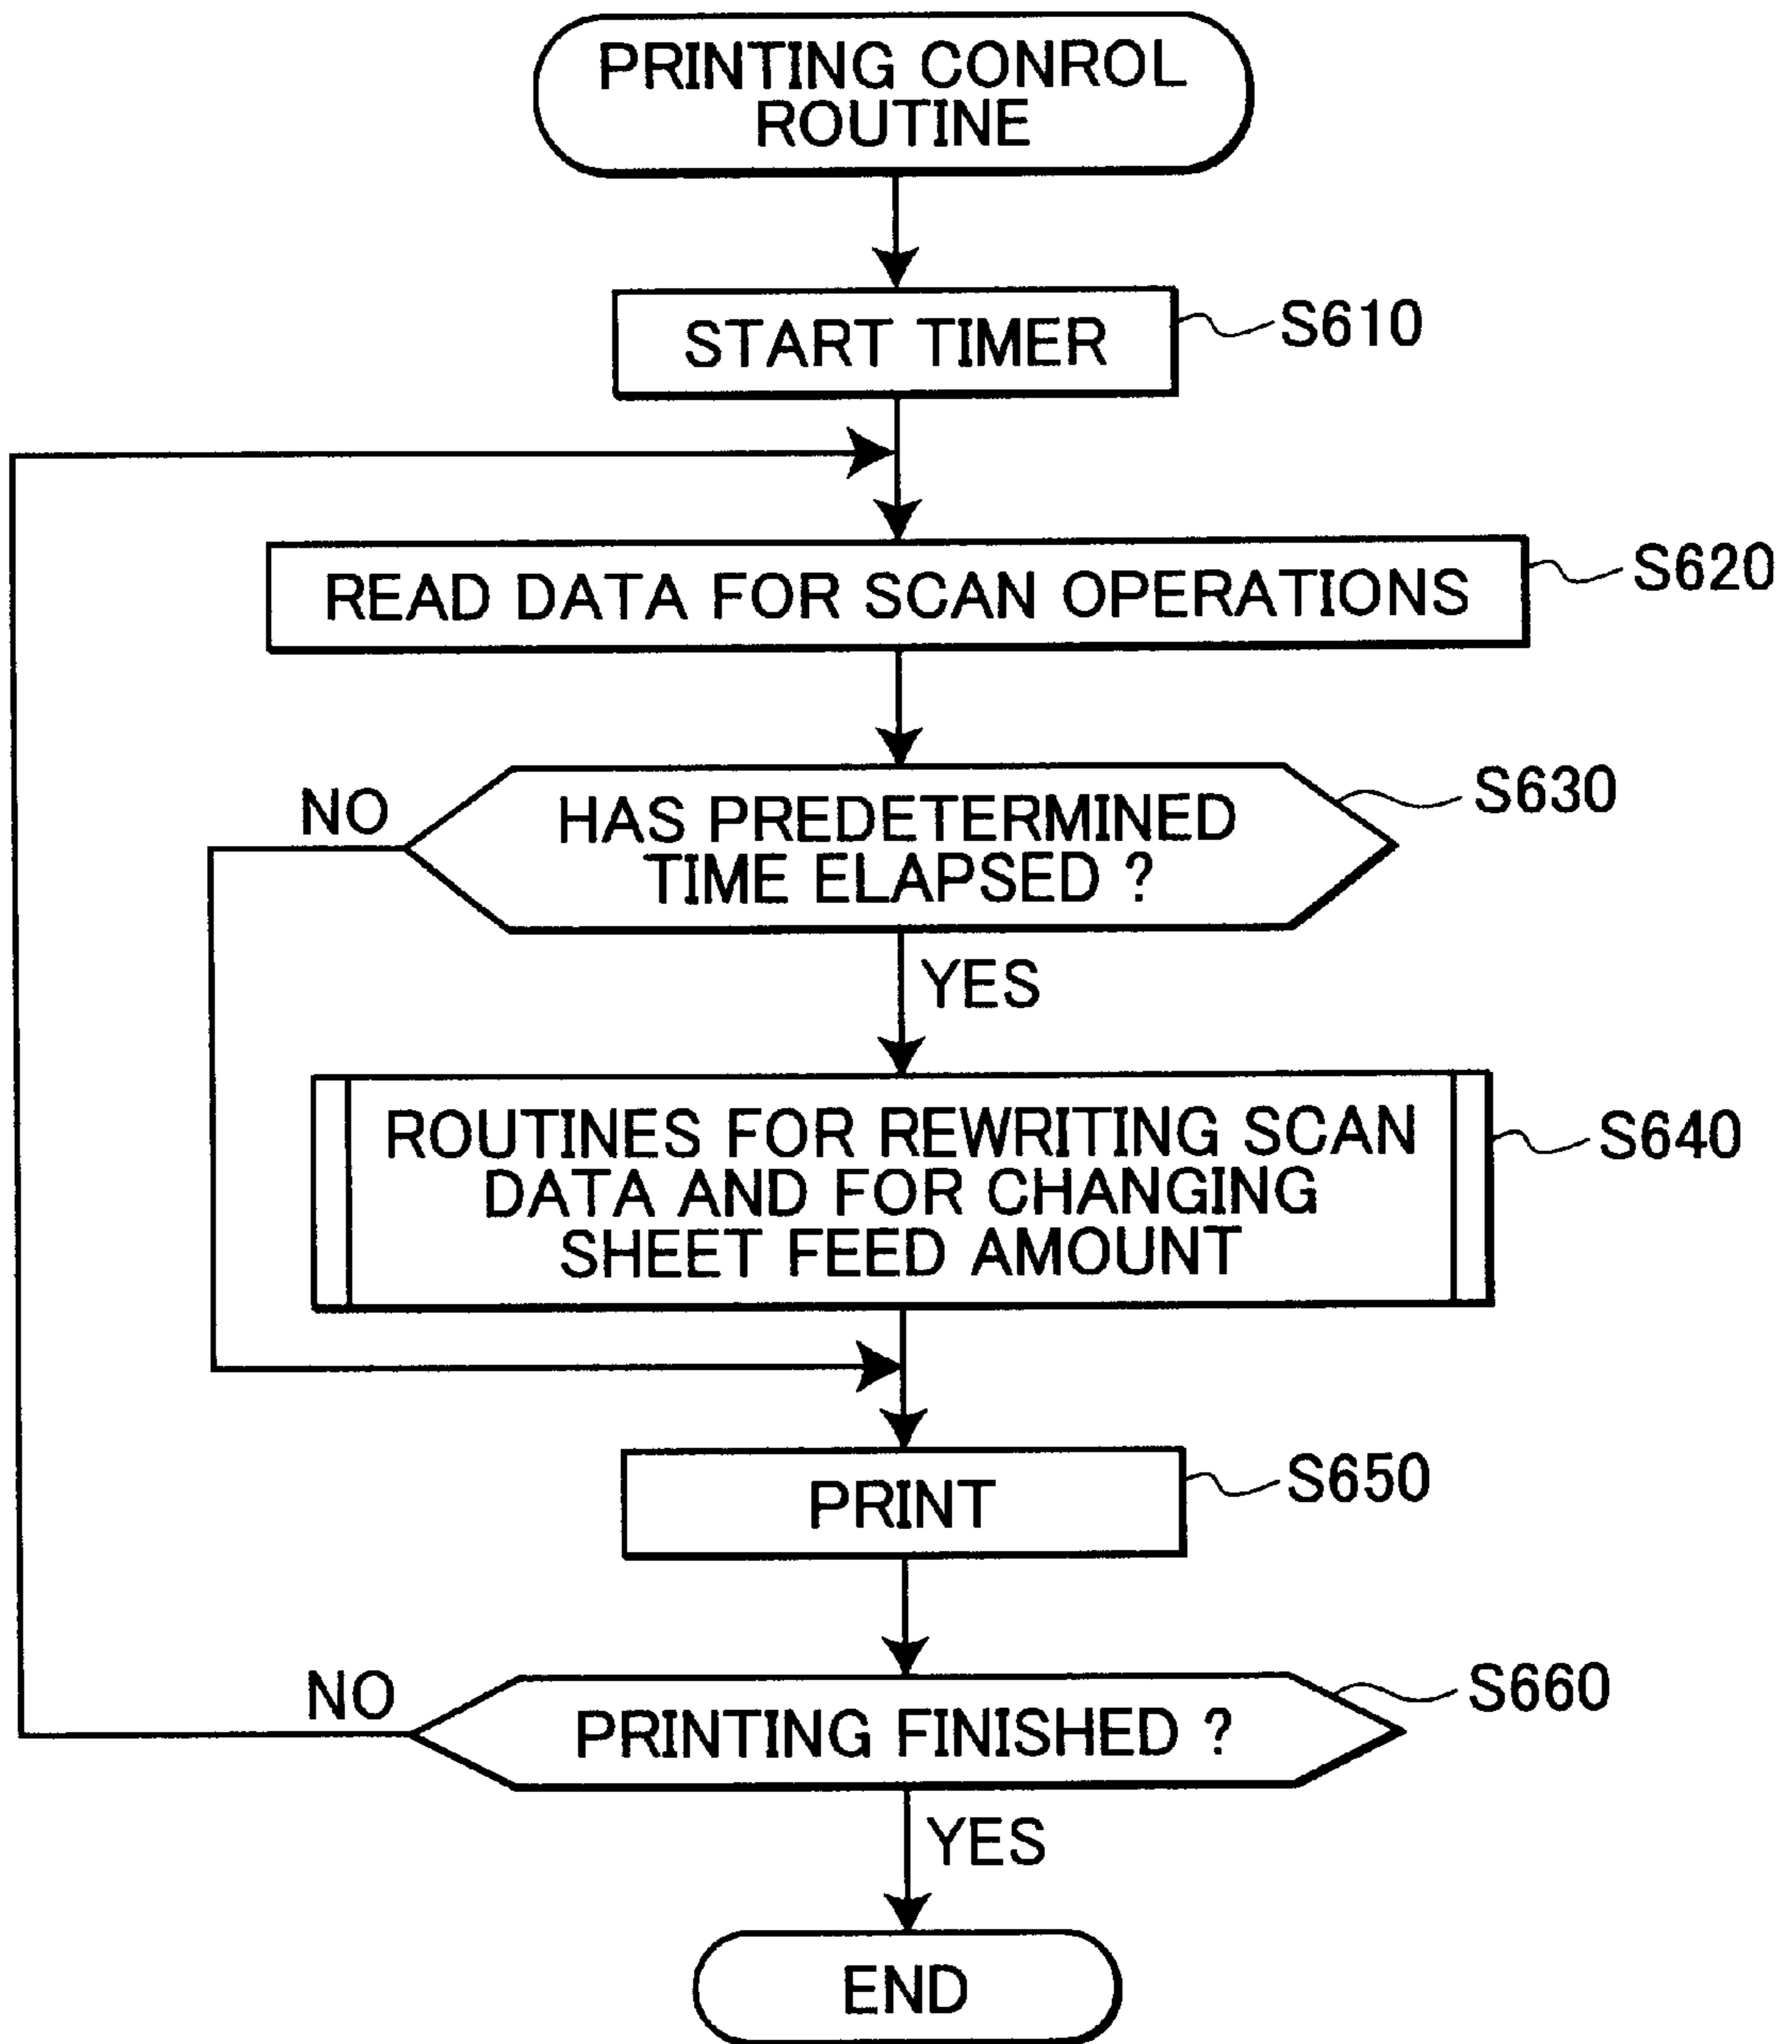 PRINTING CONROL
ROUTINE
START TIMER
S610
READ DATA FOR SCAN OPERATIONS
S620
HAS PREDETERMINED
TIME ELAPSED ?
S630
NO
YES
ROUTINES FOR REWRITING SCAN
DATA AND FOR CHANGING
SHEET FEED AMOUNT
S640
PRINT
S650
PRINTING FINISHED ?
S660
NO
YES
END